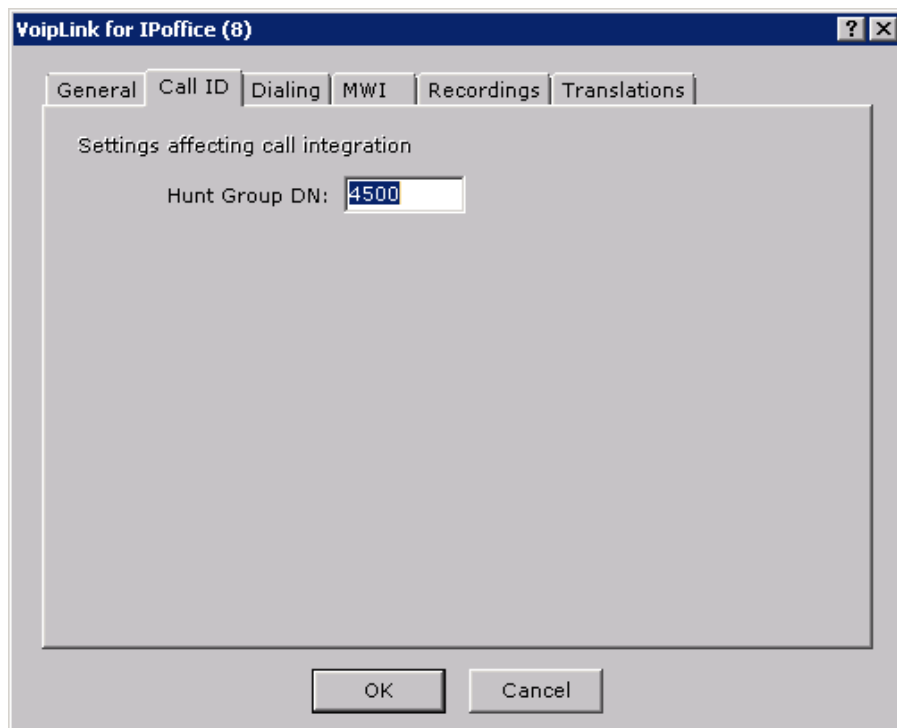 VoipLink for IPoffice (8)
General Call ID Dialing MWI Recordings Translations
Settings affecting call integration
Hunt Group DN: 4500
OK Cancel